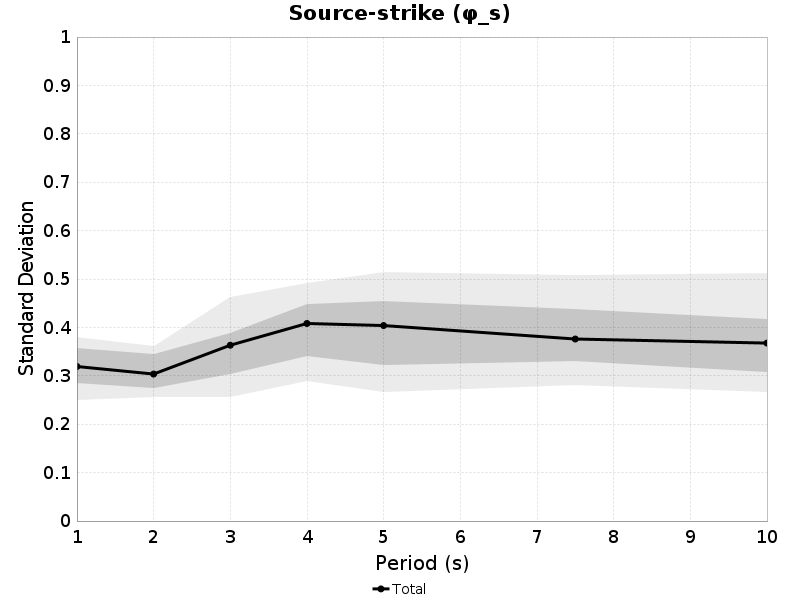 Source-strike (φ_s)
1
0.9
0.8
0.7
0.6
0.5
0.4
0.3
0.2
0.1
0
Standard Deviation
1 2 3 4 5 6 7 8 9 10
Period (s)
Total